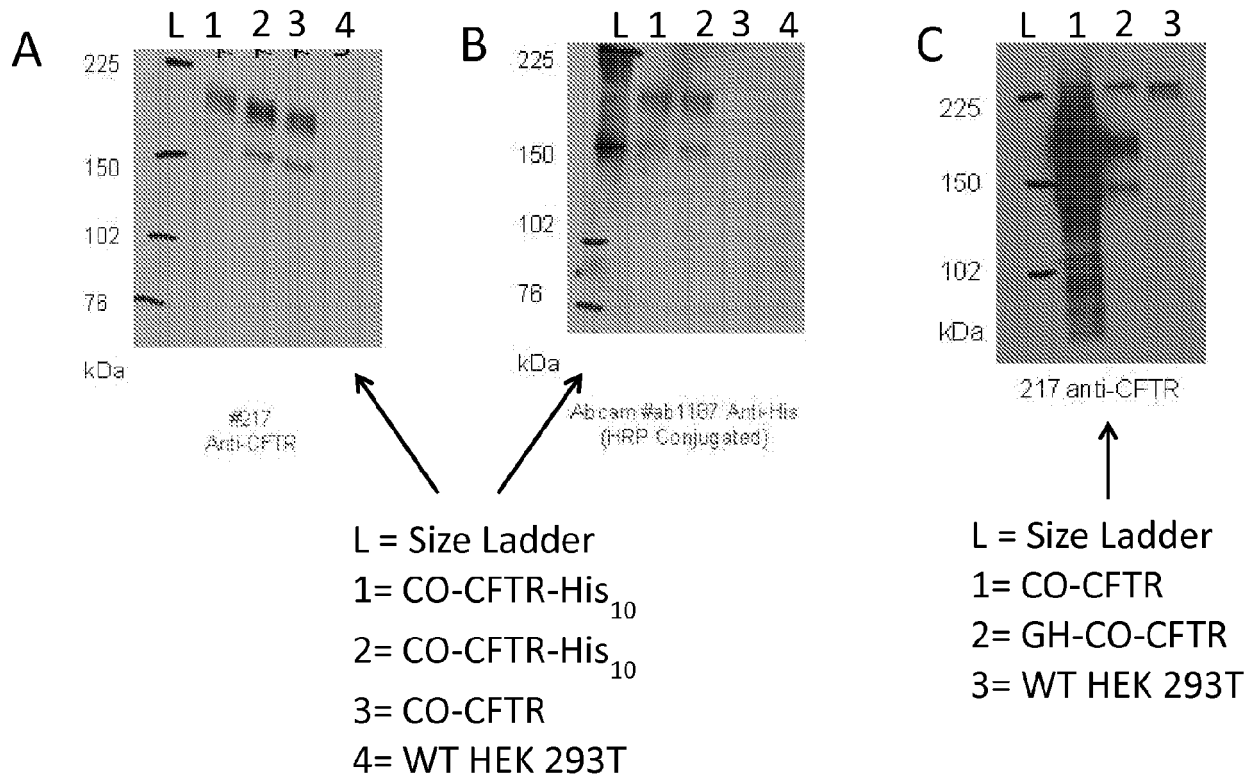 A
L 1 2 3 4
225
150
102
76
kDa
#217
Anti-CFTR
B
L 1 2 3 4
225
150
102
76
kDa
Abcam #ab1187 Anti-His
(HRP Conjugated)
C
L 1 2 3
225
150
102
kDa
217 anti-CFTR
L = Size Ladder
1= CO-CFTR-His10
2= CO-CFTR-His10
3= CO-CFTR
4= WT HEK 293T
L = Size Ladder
1= CO-CFTR
2= GH-CO-CFTR
3= WT HEK 293T